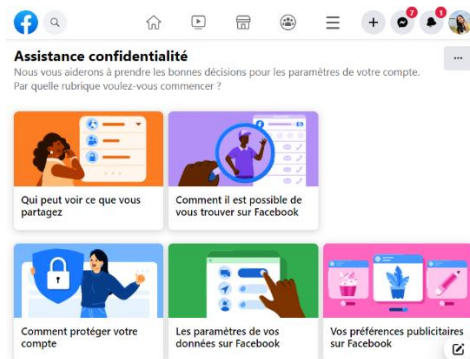 7
1
Assistance confidentialité
Nous vous aiderons à prendre les bonnes décisions pour les paramètres de votre compte.
Par quelle rubrique voulez-vous commencer ?
Qui peut voir ce que vous
partagez
Comment il est possible de
vous trouver sur Facebook
Comment protéger votre
compte
Les paramètres de vos
données sur Facebook
Vos préférences publicitaires
sur Facebook